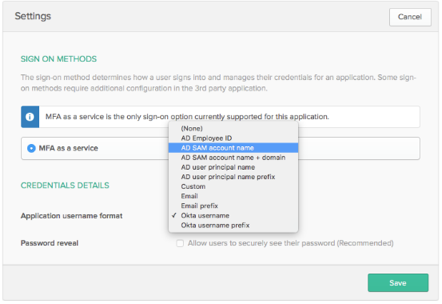 Settings
Cancel
SIGN ON METHODS
The sign-on method determines how a user signs into and manages their credentials for an application. Some sign-
on methods require additional configuration in the 3rd party application.
MFA as a service is the only sign-on option currently supported for this application.
MFA as a service
(None)
AD Employee ID
AD SAM account name
AD SAM account name + domain
AD user principal name
AD user principal name prefix
Custom
Email
Email prefix
✓ Okta username
Okta username prefix
CREDENTIALS DETAILS
Application username format
Password reveal
Allow users to securely see their password (Recommended)
Save